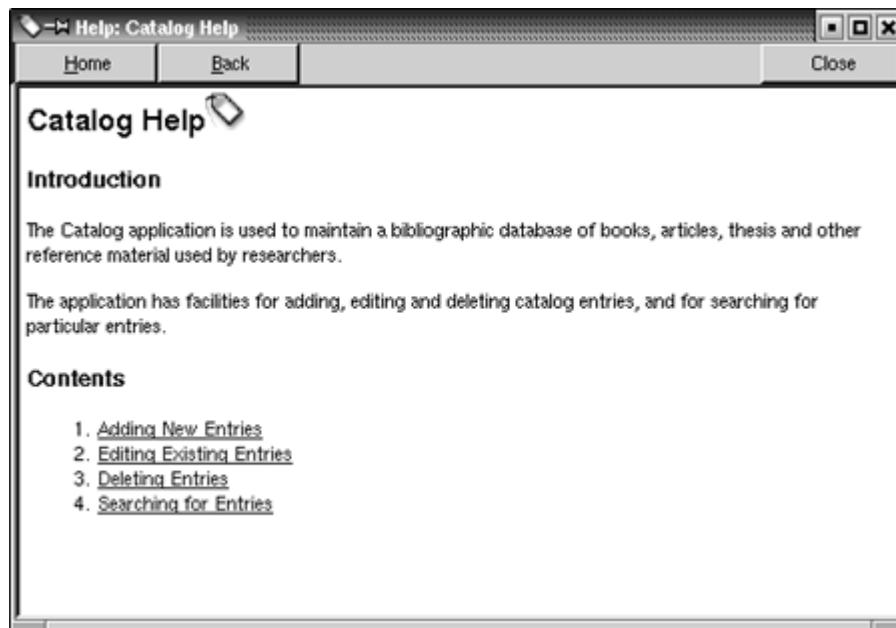 Help: Catalog Help
Home Back Close
Catalog Help
Introduction
The Catalog application is used to maintain a bibliographic database of books, articles, thesis and other
reference material used by researchers.
The application has facilities for adding, editing and deleting catalog entries, and for searching for
particular entries.
Contents
1. Adding New Entries
2. Editing Existing Entries
3. Deleting Entries
4. Searching for Entries